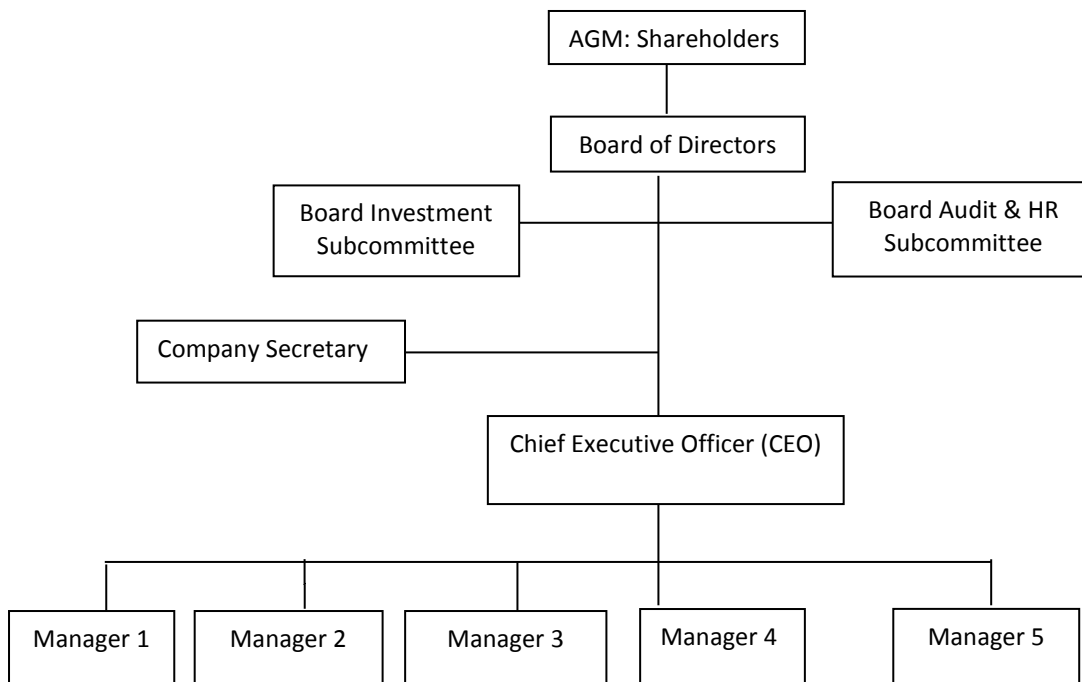 AGM: Shareholders
Board of Directors
Board Investment
Subcommittee
Board Audit & HR
Subcommittee
Company Secretary
Chief Executive Officer (CEO)
Manager 1
Manager 2
Manager 3
Manager 4
Manager 5